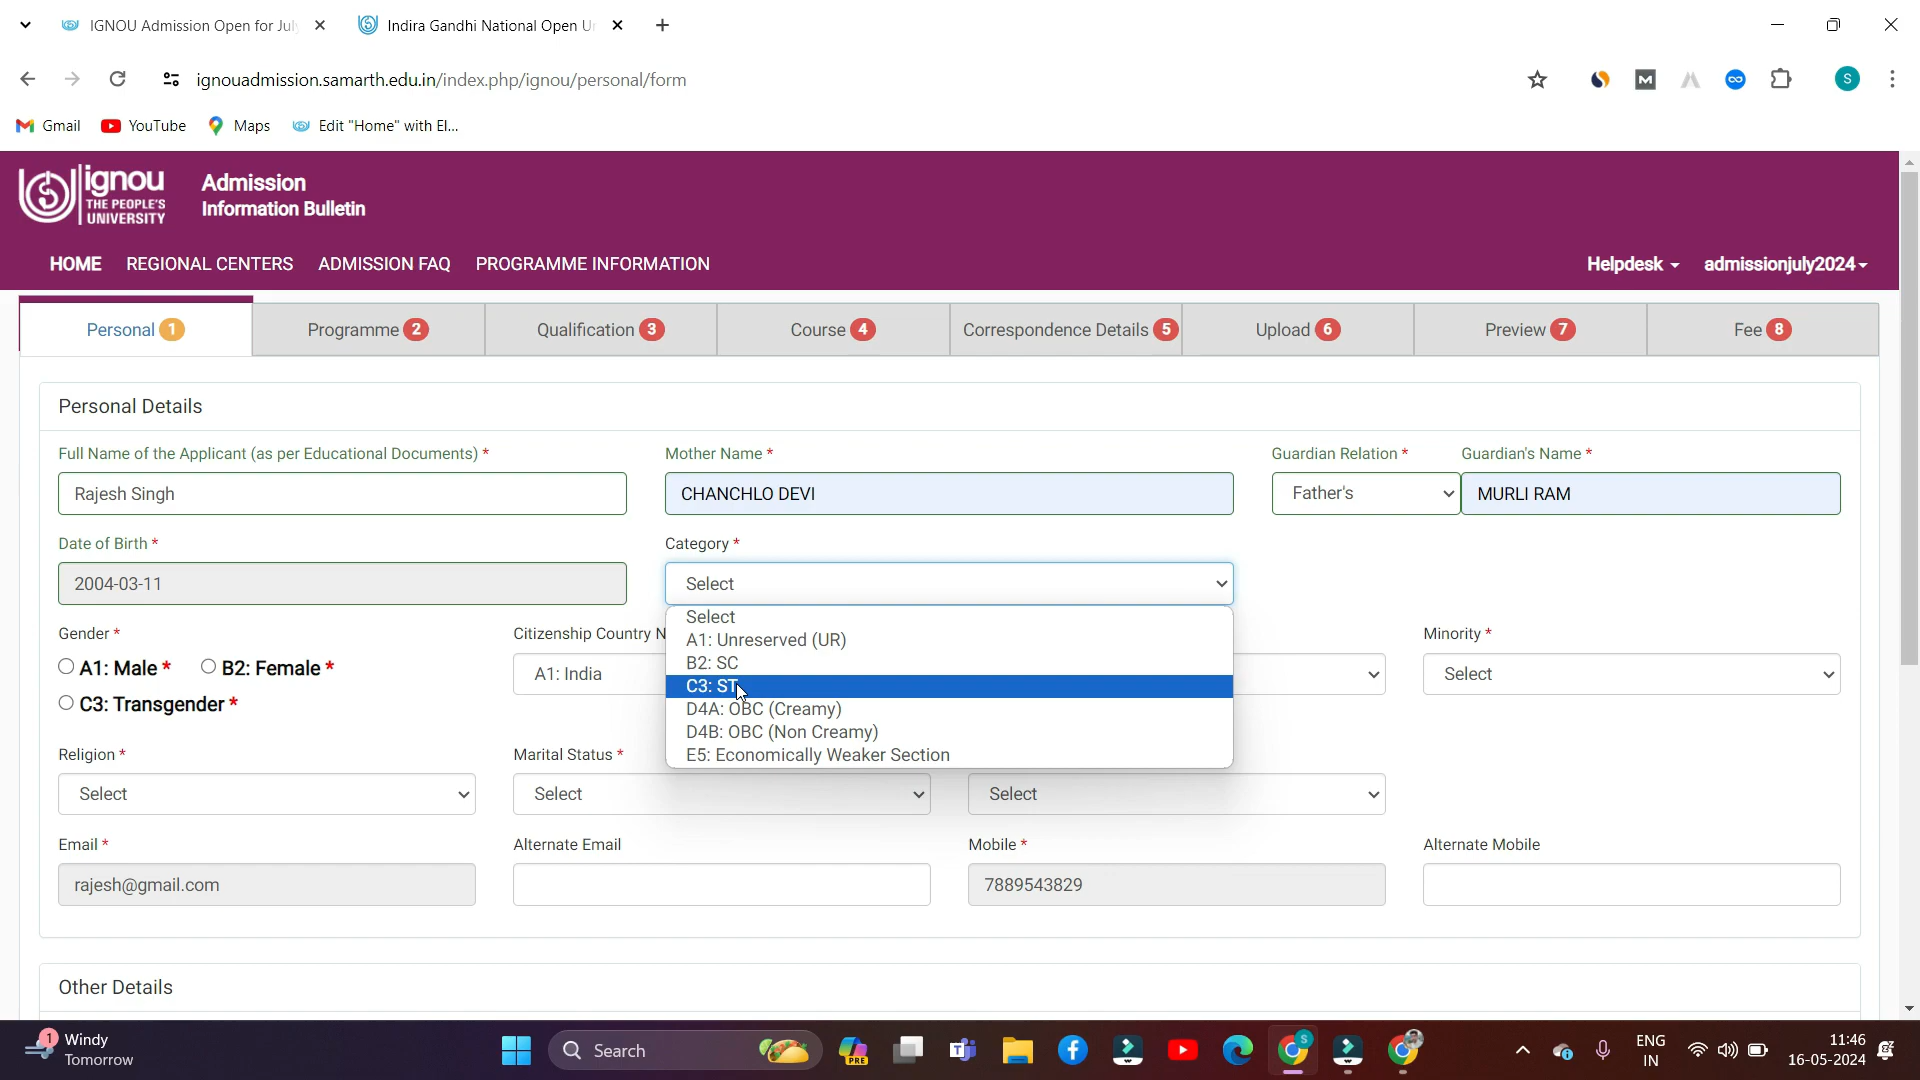 IGNOU Admission Open for Jul
Indira Gandhi National Open Ur
ignouadmission.samarth.edu.in/index.php/ignou/personal/form
S
Gmail YouTube Maps Edit "Home" with El...
ignou
THE PEOPLE'S
UNIVERSITY
Admission
Information Bulletin
HOME REGIONAL CENTERS ADMISSION FAQ PROGRAMME INFORMATION Helpdesk admissionjuly2024
Personal 1 Programme 2 Qualification 3 Course 4 Correspondence Details 5 Upload 6 Preview 7 Fee 8
Personal Details
Full Name of the Applicant (as per Educational Documents) * Mother Name * Guardian Relation * Guardian's Name *
Rajesh Singh CHANCHLO DEVI Father's MURLI RAM
Date of Birth * Category *
2004-03-11 Select
Select
A1: Unreserved (UR)
B2: SC
C3: ST
D4A: OBC (Creamy)
D4B: OBC (Non Creamy)
E5: Economically Weaker Section
Gender * Citizenship Country N Minority *
A1: Male * B2: Female * A1: India Select
C3: Transgender *
Religion * Marital Status *
Select Select Select
Email * Alternate Email Mobile * Alternate Mobile
rajesh@gmail.com 7889543829
Other Details
1 Windy
Tomorrow
Search
PRE
ENG
IN
11:46
16-05-2024